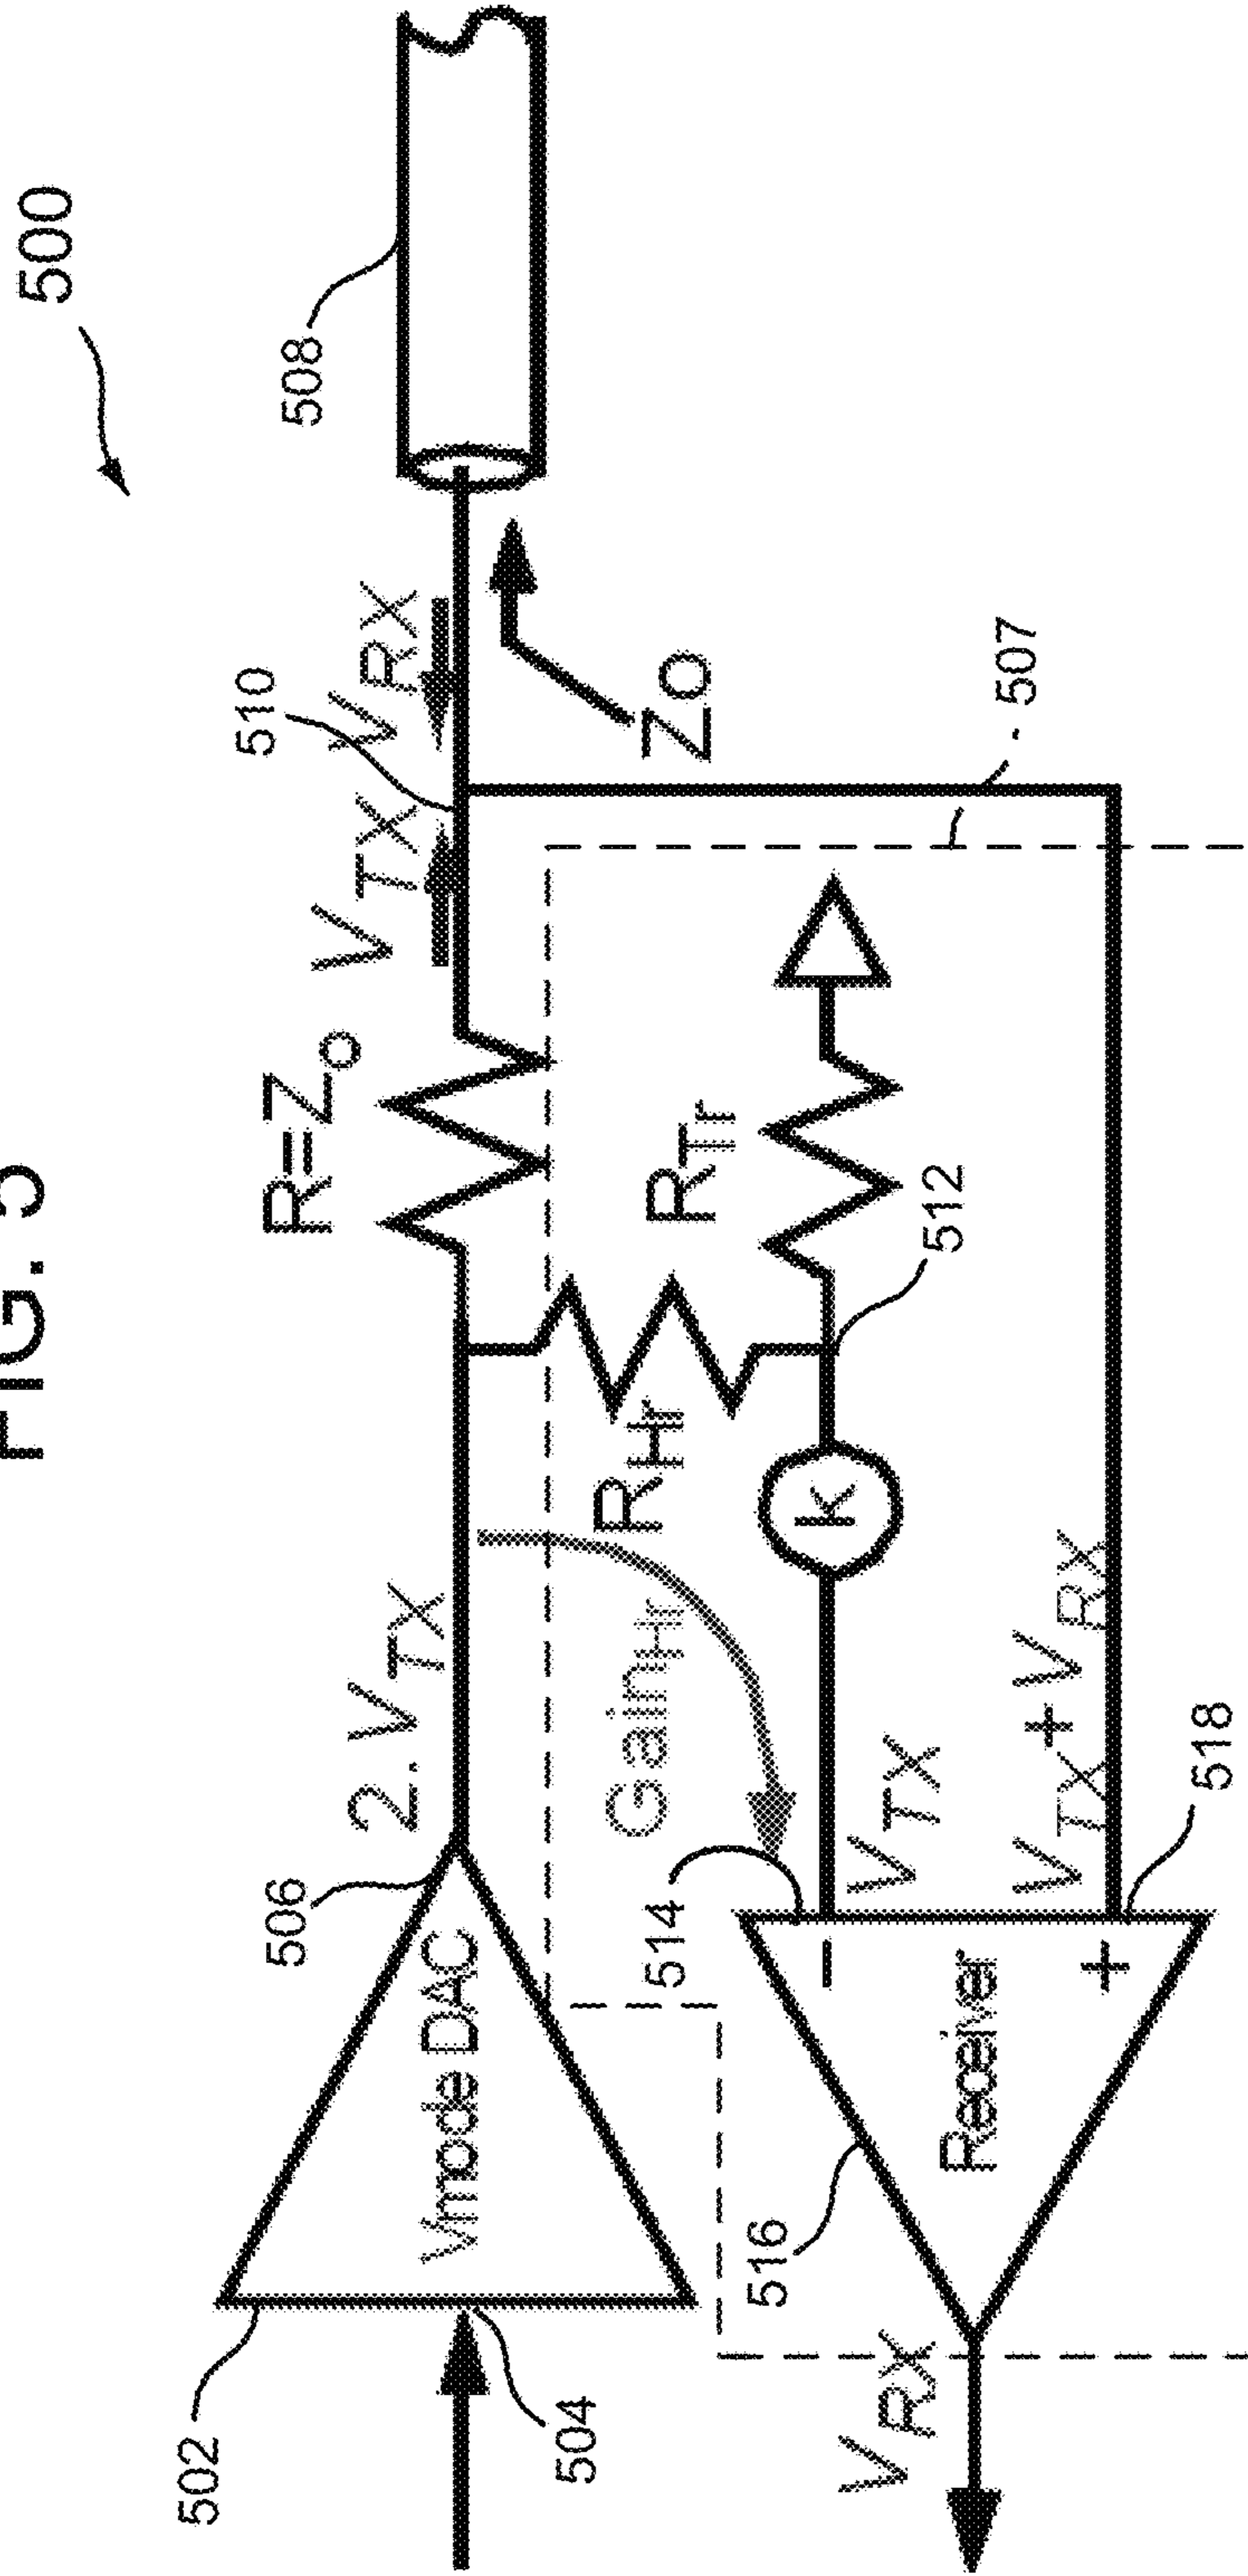 FIG. 5
500
502
504
Vmode DAC
506
2.VTX
R=Zo
VTX
510
VRX
508
Zo
507
GainHr
RHr
RTr
512
K
514
VTX
-
Receiver
+
VTX+VRX
516
518
VRX